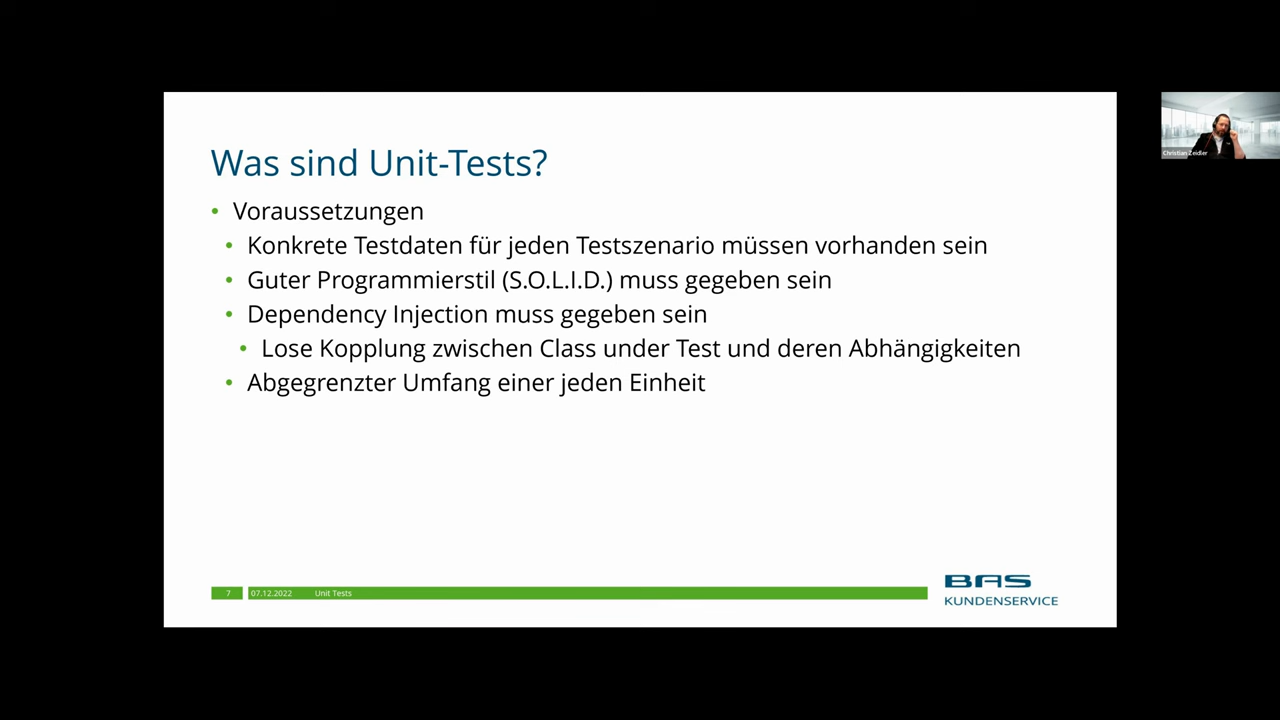 Was sind Unit-Tests?
• Voraussetzungen
• Konkrete Testdaten für jeden Testszenario müssen vorhanden sein
• Guter Programmierstil (S.O.L.I.D.) muss gegeben sein
• Dependency Injection muss gegeben sein
• Lose Kopplung zwischen Class under Test und deren Abhängigkeiten
• Abgegrenzter Umfang einer jeden Einheit
7 07.12.2022 Unit Tests
BAS
KUNDENSERVICE
Christian Zeidler